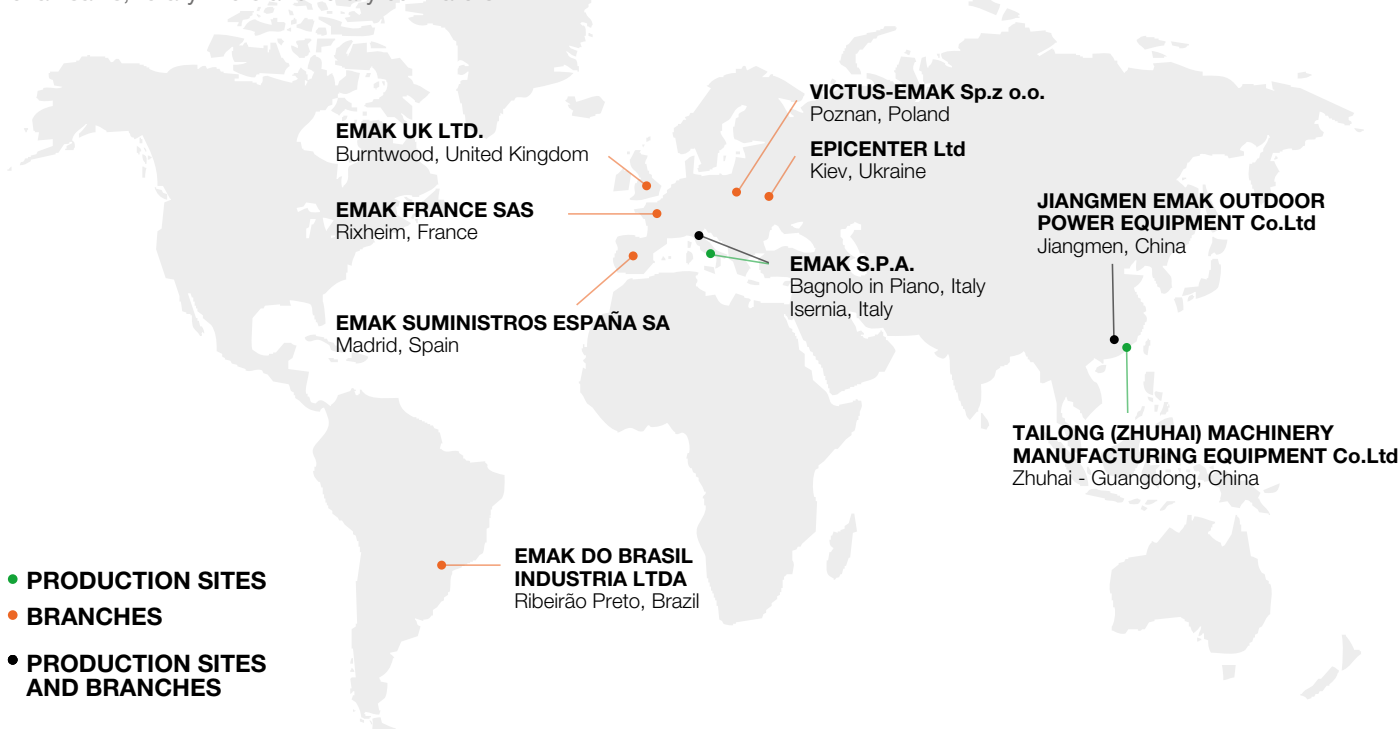 VICTUS-EMAK Sp.z o.o.
Poznan, Poland
EMAK UK LTD.
Burntwood, United Kingdom
EPICENTER Ltd
Kiev, Ukraine
JIANGMEN EMAK OUTDOOR
POWER EQUIPMENT Co.Ltd
Jiangmen, China
EMAK FRANCE SAS
Rixheim, France
EMAK S.P.A.
Bagnolo in Piano, Italy
Isernia, Italy
EMAK SUMINISTROS ESPAÑA SA
Madrid, Spain
TAILONG (ZHUHAI) MACHINERY
MANUFACTURING EQUIPMENT Co.Ltd
Zhuhai - Guangdong, China
EMAK DO BRASIL
INDUSTRIA LTDA
Ribeirão Preto, Brazil
PRODUCTION SITES
BRANCHES
PRODUCTION SITES
AND BRANCHES